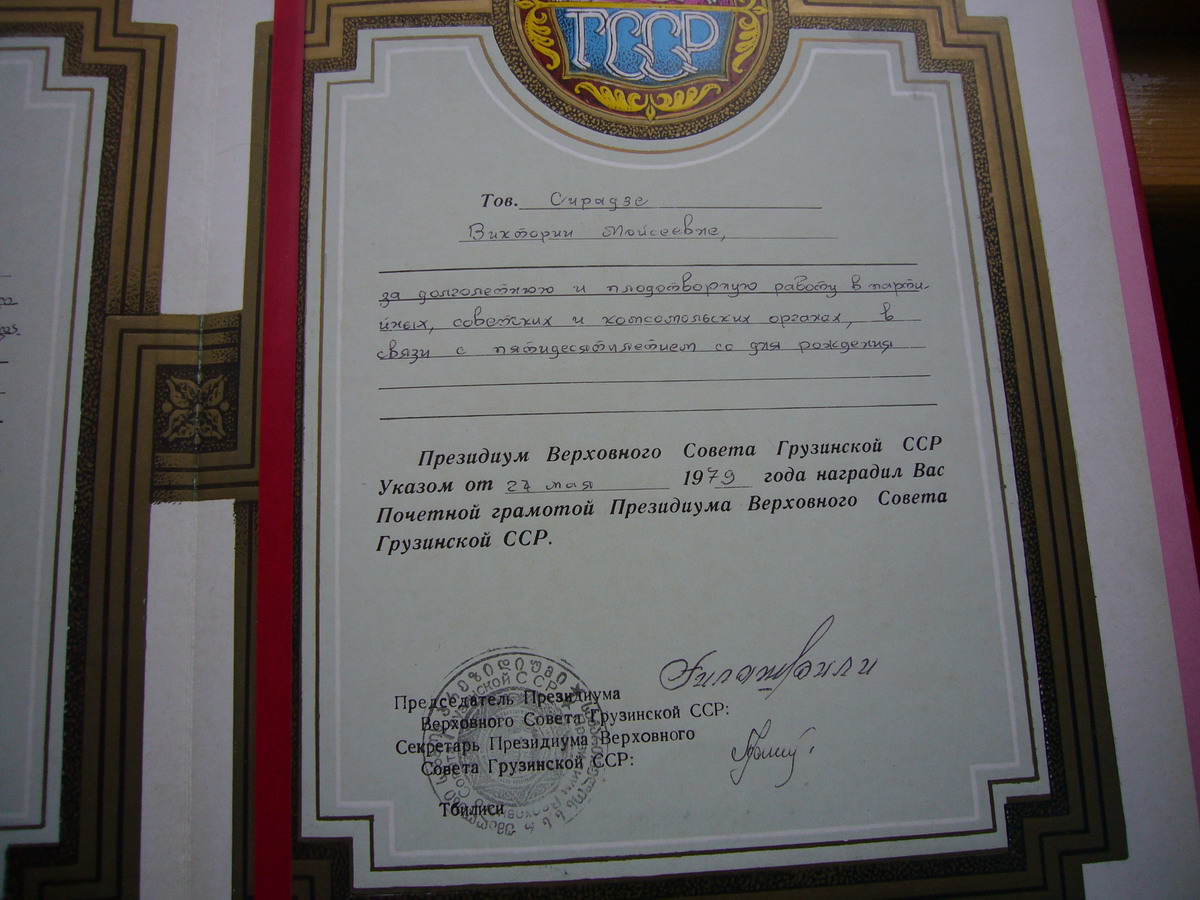 ГССР
Тов. Сирадзе
Виктории Моисеевне,
за долголетнюю и плодотворную работу в парти-
йных, советских и комсомольских органах, в
связи с пятидесятилетием со дня рождения
Президиум Верховного Совета Грузинской ССР
Указом от 27 мая 1979 года наградил Вас
Почетной грамотой Президиума Верховного Совета
Грузинской ССР.
Председатель Президиума
Верховного Совета Грузинской ССР:
Гилашвили
Секретарь Президиума Верховного
Совета Грузинской ССР:
Тбилиси